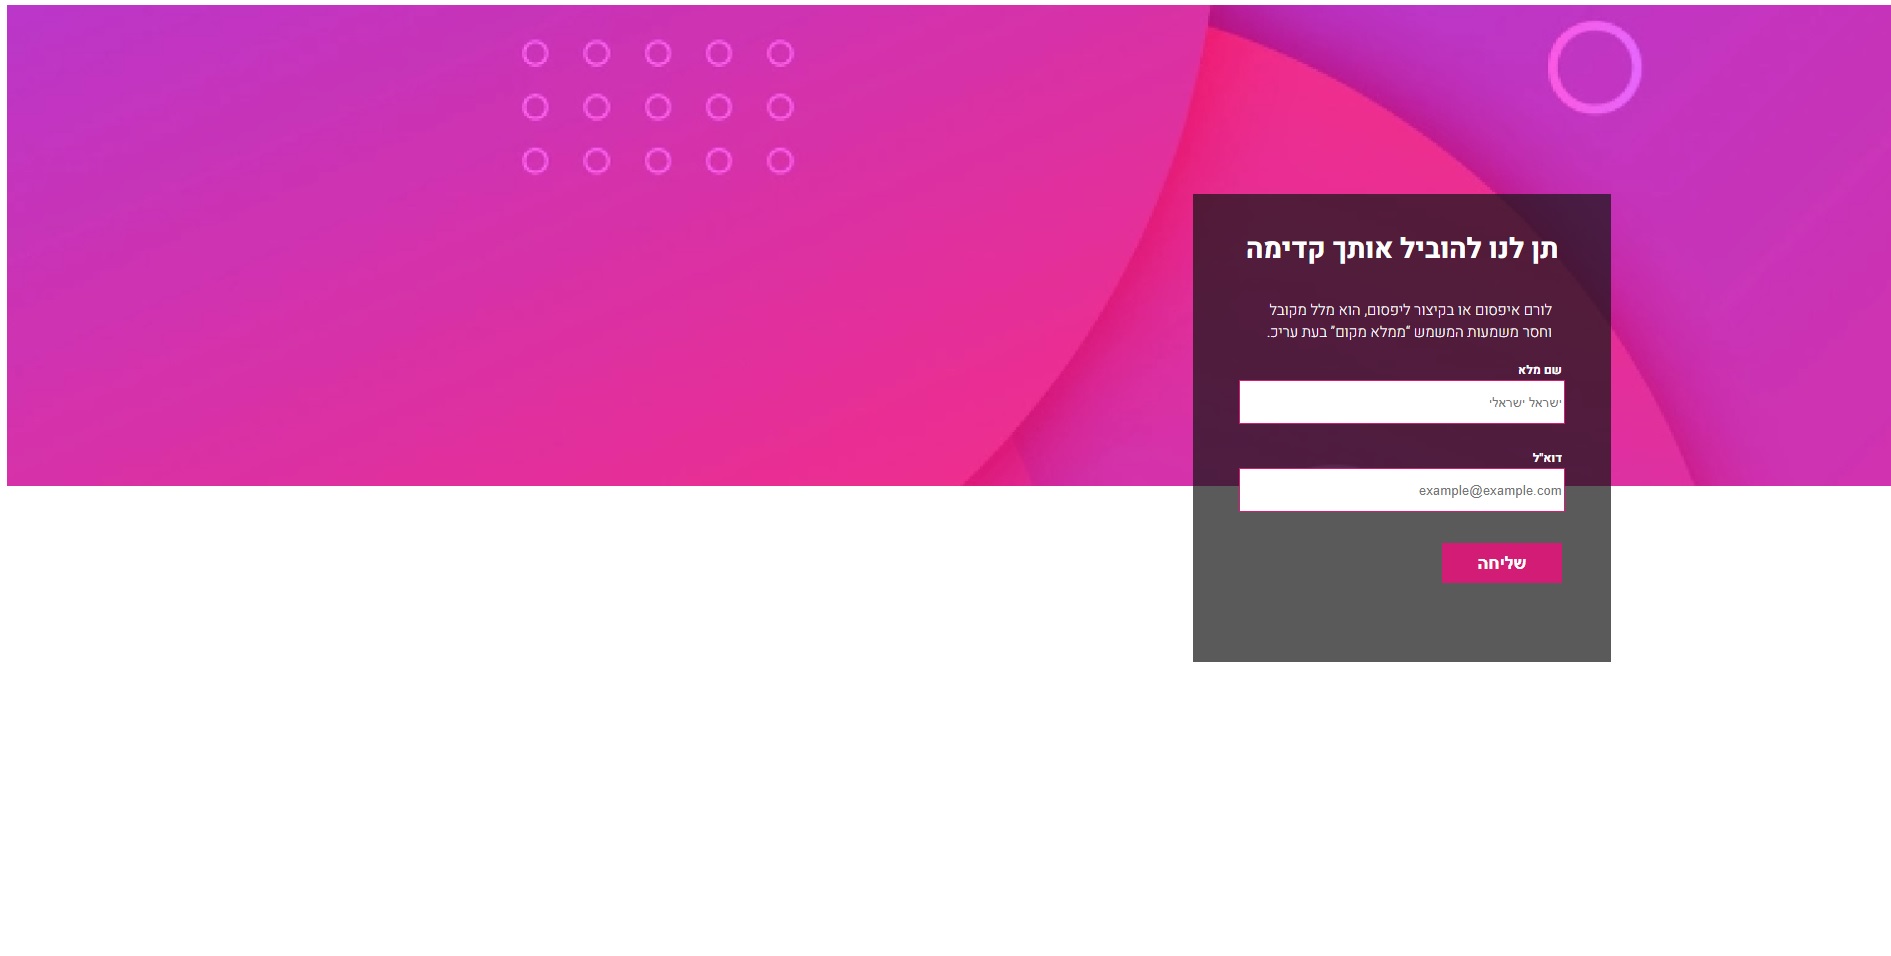 תן לנו להוביל אותך קדימה
לורם איפסום או בקיצור ליפסום, הוא מלל מקובל
וחסר משמעות המשמש “ממלא מקום” בעת עריכ.
שם מלא
ישראל ישראלי
דוא"ל
example@example.com
שליחה